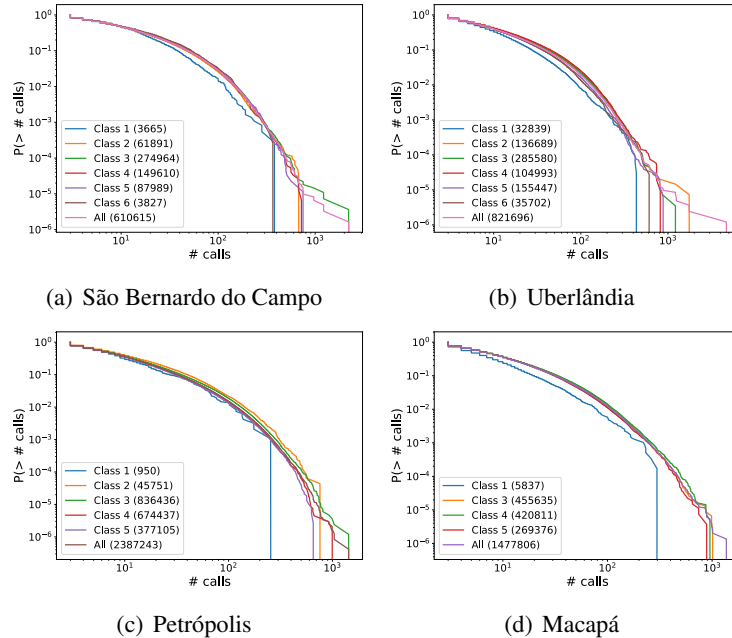 10⁰
10⁻¹
10⁻²
10⁻³
10⁻⁴
10⁻⁵
10⁻⁶
P(> # calls)
Class 1 (3665)
Class 2 (61891)
Class 3 (274964)
Class 4 (149610)
Class 5 (87989)
Class 6 (3827)
All (610615)
10¹
10²
10³
# calls
(a) São Bernardo do Campo
10⁰
10⁻¹
10⁻²
10⁻³
10⁻⁴
10⁻⁵
10⁻⁶
P(> # calls)
Class 1 (32839)
Class 2 (136689)
Class 3 (285580)
Class 4 (104993)
Class 5 (155447)
Class 6 (35702)
All (821696)
10¹
10²
10³
# calls
(b) Uberlândia
10⁰
10⁻¹
10⁻²
10⁻³
10⁻⁴
10⁻⁵
10⁻⁶
P(> # calls)
Class 1 (950)
Class 2 (45751)
Class 3 (836436)
Class 4 (674437)
Class 5 (377105)
All (2387243)
10¹
10²
10³
# calls
(c) Petrópolis
10⁰
10⁻¹
10⁻²
10⁻³
10⁻⁴
10⁻⁵
10⁻⁶
P(> # calls)
Class 1 (5837)
Class 3 (455635)
Class 4 (420811)
Class 5 (269376)
All (1477806)
10¹
10²
10³
# calls
(d) Macapá